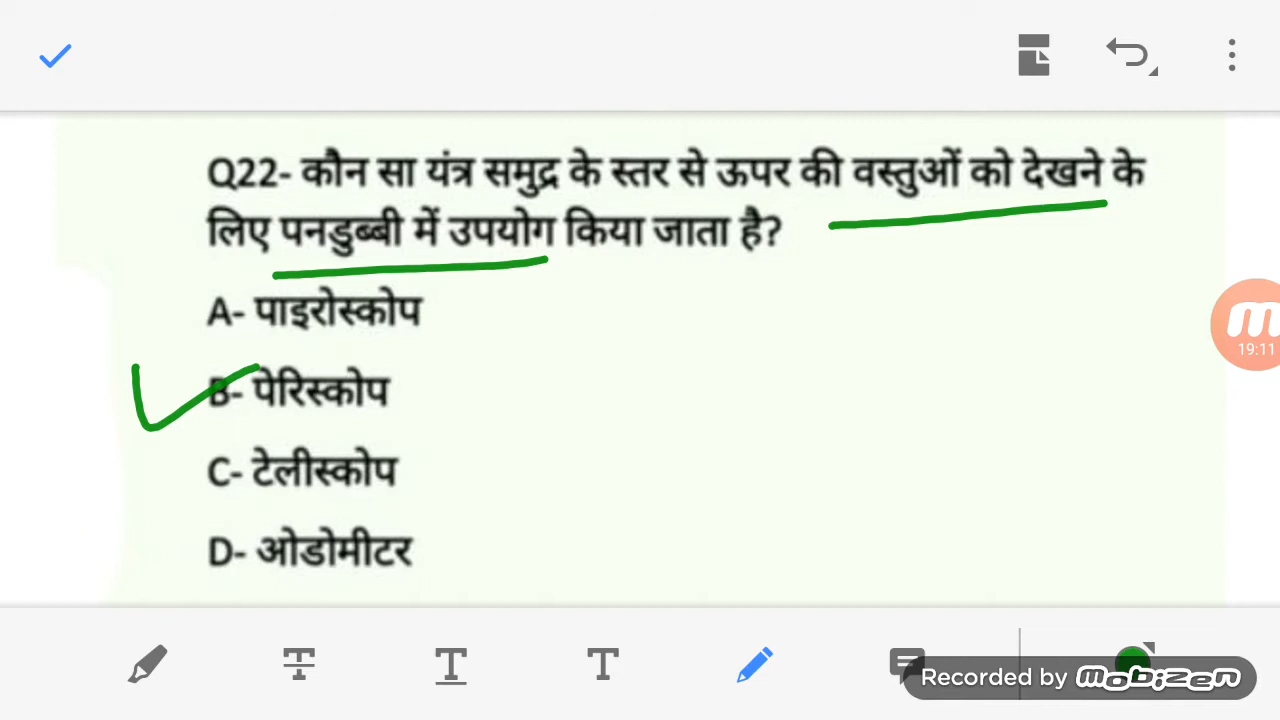 Q22- कौन सा यंत्र समुद्र के स्तर से ऊपर की वस्तुओं को देखने के
लिए पनडुब्बी में उपयोग किया जाता है?
A- पाइरोस्कोप
B- पेरिस्कोप
C- टेलीस्कोप
D- ओडोमीटर
19:11
T
T
T
Recorded by mobizen